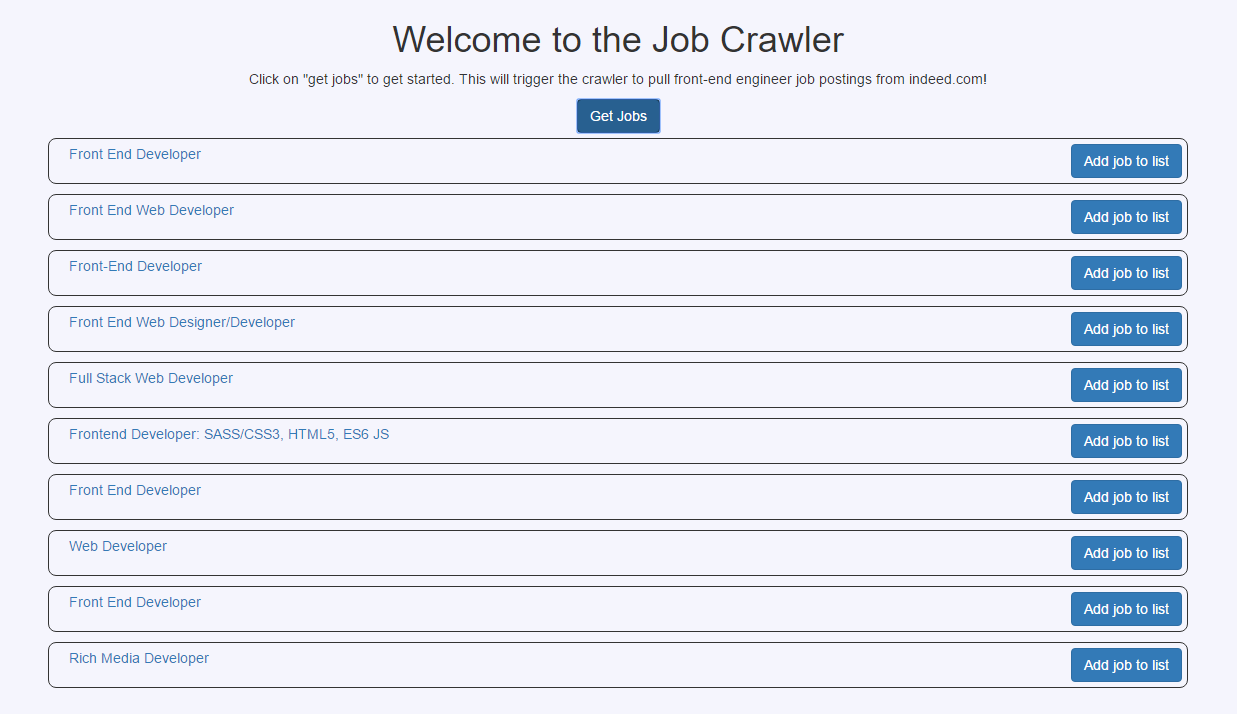 Welcome to the Job Crawler
Click on "get jobs" to get started. This will trigger the crawler to pull front-end engineer job postings from indeed.com!
Get Jobs
Front End Developer
Add job to list
Front End Web Developer
Add job to list
Front-End Developer
Add job to list
Front End Web Designer/Developer
Add job to list
Full Stack Web Developer
Add job to list
Frontend Developer: SASS/CSS3, HTML5, ES6 JS
Add job to list
Front End Developer
Add job to list
Web Developer
Add job to list
Front End Developer
Add job to list
Rich Media Developer
Add job to list